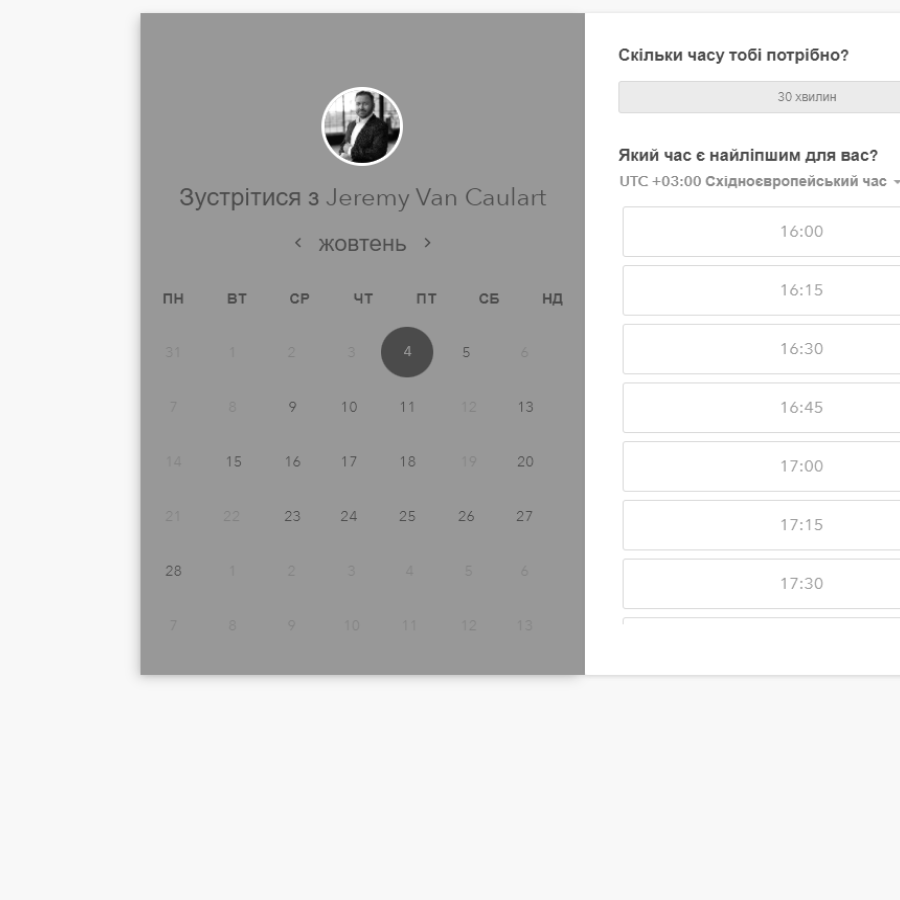 Зустрітися з Jeremy Van Caulart
жовтень
ПН ВТ СР ЧТ ПТ СБ НД
31 1 2 3 4 5 6
7 8 9 10 11 12 13
14 15 16 17 18 19 20
21 22 23 24 25 26 27
28 1 2 3 4 5 6
7 8 9 10 11 12 13
Скільки часу тобі потрібно?
30 хвилин
Який час є найліпшим для вас?
UTC +03:00 Східноєвропейський час
16:00
16:15
16:30
16:45
17:00
17:15
17:30